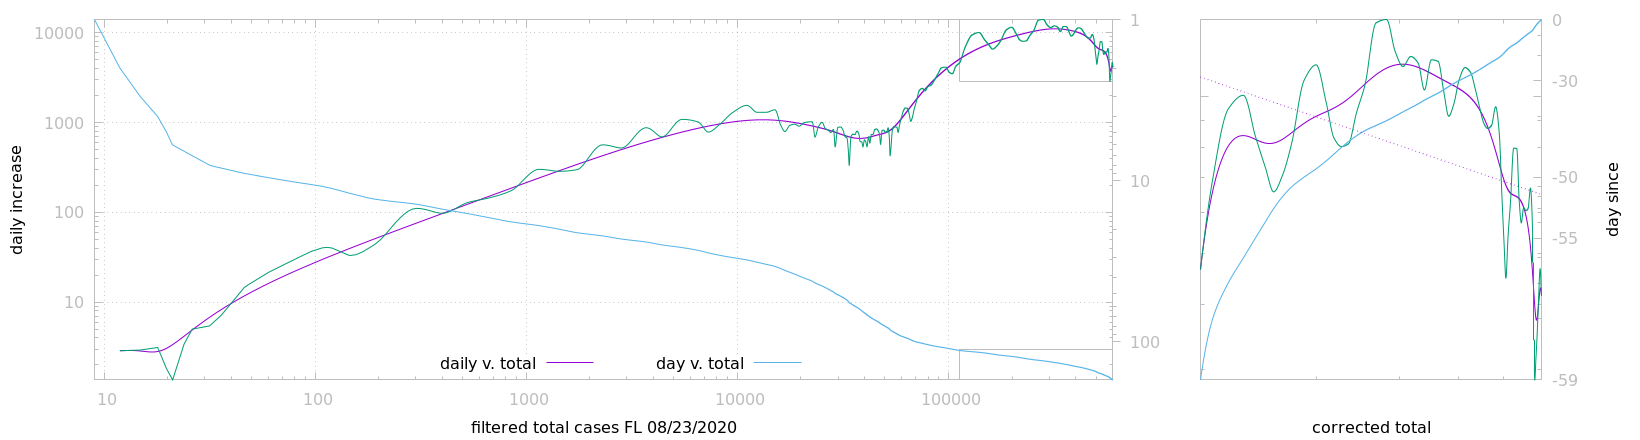 10000
1000
100
10
daily increase
10
100
1000
10000
100000
filtered total cases FL 08/23/2020
daily v. total
day v. total
1
10
100
0
-30
-50
-55
-59
day since
corrected total